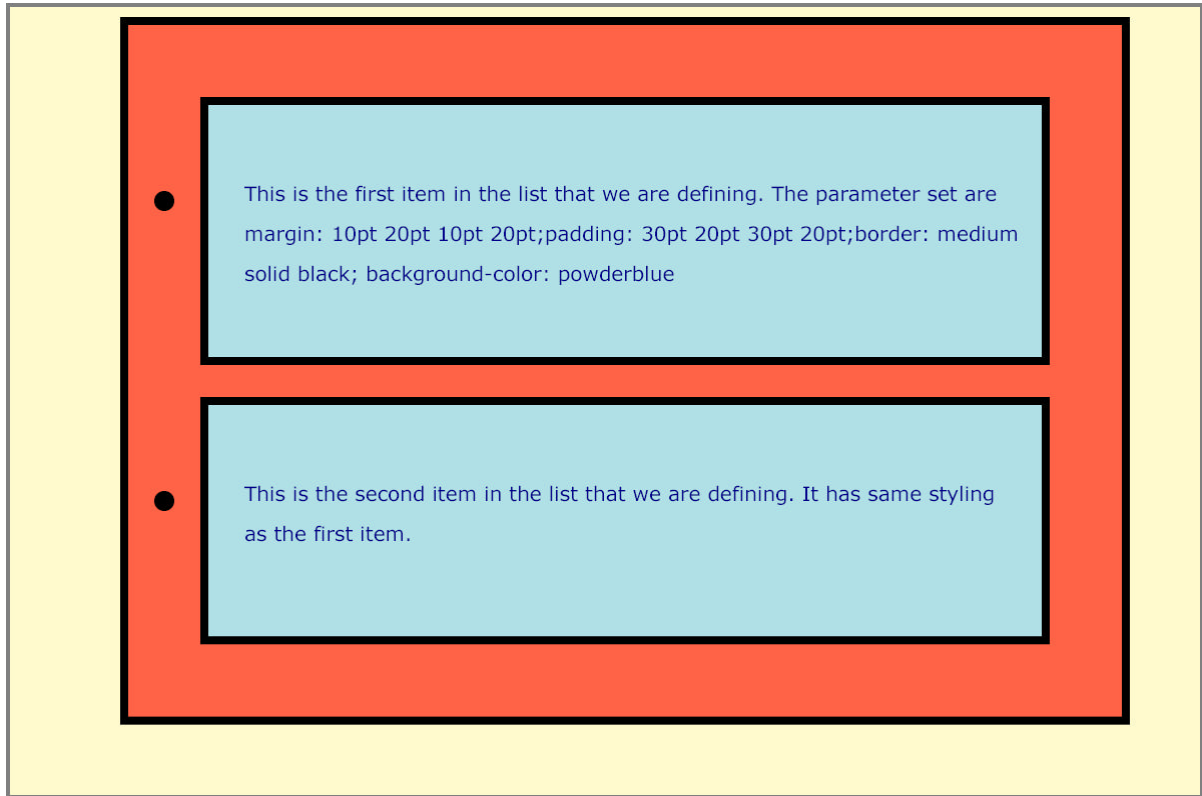 This is the first item in the list that we are defining. The parameter set are
margin: 10pt 20pt 10pt 20pt;padding: 30pt 20pt 30pt 20pt;border: medium
solid black; background-color: powderblue
This is the second item in the list that we are defining. It has same styling
as the first item.